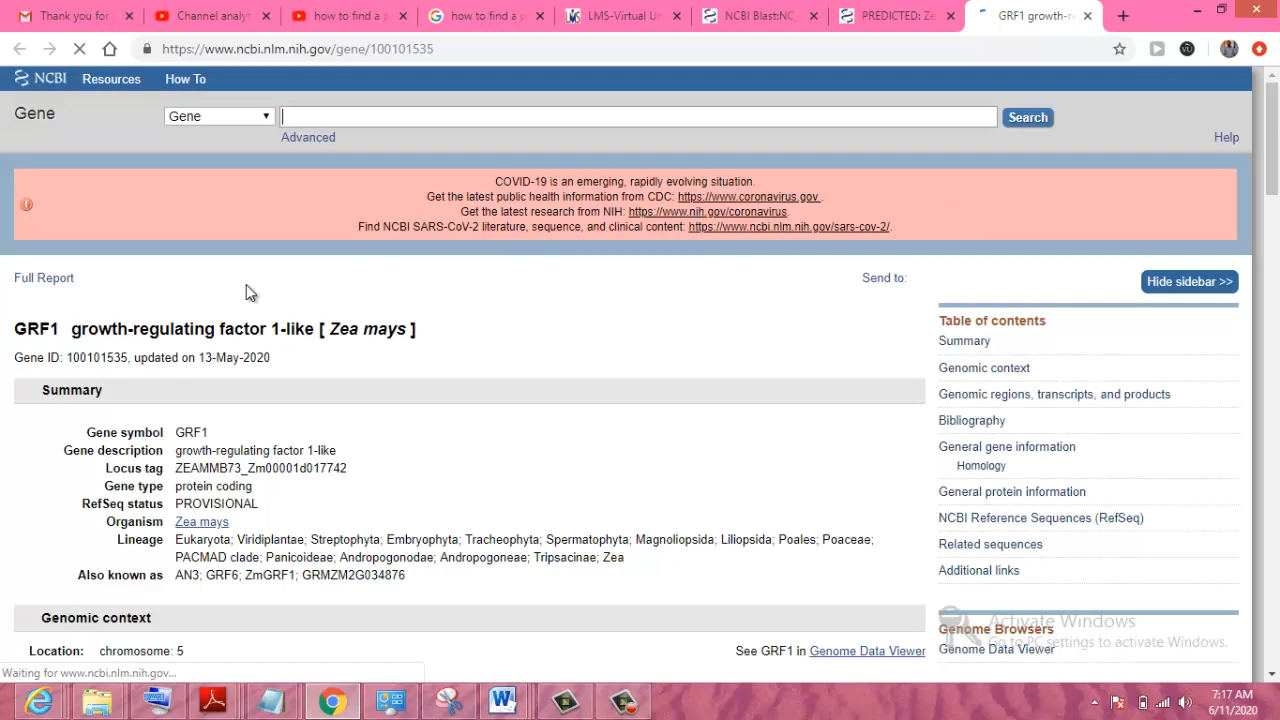 Thank you for
Channel analyt
how to find a p
how to find a p
LMS-Virtual Un
NCBI Blast:NC_
PREDICTED: Ze
GRF1 growth-re
https://www.ncbi.nlm.nih.gov/gene/100101535
NCBI Resources How To
Gene
Gene
Search
Advanced
Help
COVID-19 is an emerging, rapidly evolving situation.
Get the latest public health information from CDC: https://www.coronavirus.gov .
Get the latest research from NIH: https://www.nih.gov/coronavirus.
Find NCBI SARS-CoV-2 literature, sequence, and clinical content: https://www.ncbi.nlm.nih.gov/sars-cov-2/.
Full Report
Send to:
Hide sidebar >>
GRF1 growth-regulating factor 1-like [ Zea mays ]
Gene ID: 100101535, updated on 13-May-2020
Summary
Gene symbol GRF1
Gene description growth-regulating factor 1-like
Locus tag ZEAMMB73_Zm00001d017742
Gene type protein coding
RefSeq status PROVISIONAL
Organism Zea mays
Lineage Eukaryota; Viridiplantae; Streptophyta; Embryophyta; Tracheophyta; Spermatophyta; Magnoliopsida; Liliopsida; Poales; Poaceae;
PACMAD clade; Panicoideae; Andropogonodae; Andropogoneae; Tripsacinae; Zea
Also known as AN3; GRF6; ZmGRF1; GRMZM2G034876
Genomic context
Location: chromosome: 5
See GRF1 in Genome Data Viewer
Table of contents
Summary
Genomic context
Genomic regions, transcripts, and products
Bibliography
General gene information
Homology
General protein information
NCBI Reference Sequences (RefSeq)
Related sequences
Additional links
Genome Browsers
Genome Data Viewer
Activate Windows
Go to PC settings to activate Windows.
Waiting for www.ncbi.nlm.nih.gov...
7:17 AM
6/11/2020